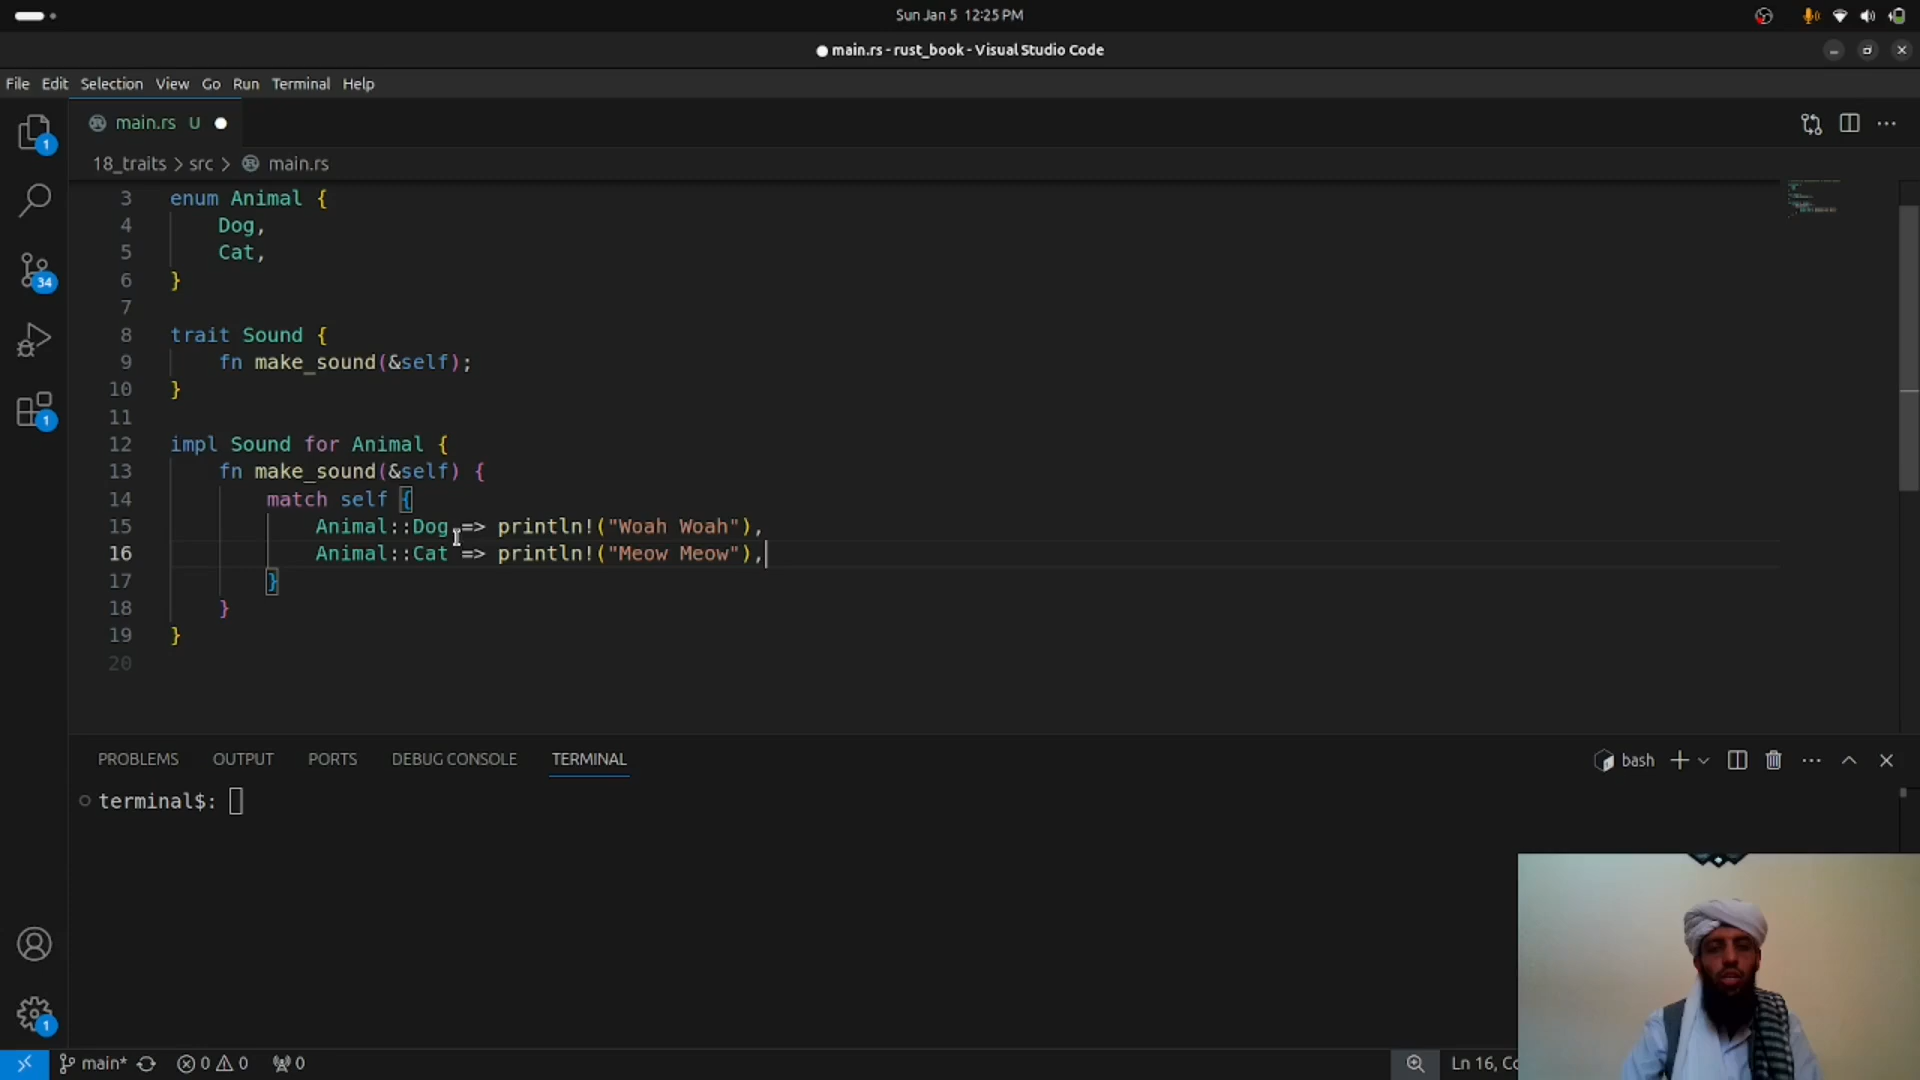 Sun Jan 5 12:25 PM
main.rs - rust_book - Visual Studio Code
File Edit Selection View Go Run Terminal Help
1
main.rs U
18_traits > src > main.rs
3 enum Animal {
4 Dog,
5 Cat,
6 }
7
8 trait Sound {
9 fn make_sound(&self);
10 }
11
12 impl Sound for Animal {
13 fn make_sound(&self) {
14 match self {
15 Animal::Dog => println!("Woah Woah"),
16 Animal::Cat => println!("Meow Meow"),
17 }
18 }
19 }
20
34
1
PROBLEMS OUTPUT PORTS DEBUG CONSOLE TERMINAL
bash
terminal$:
1
main* 0 0 0
Ln 16,